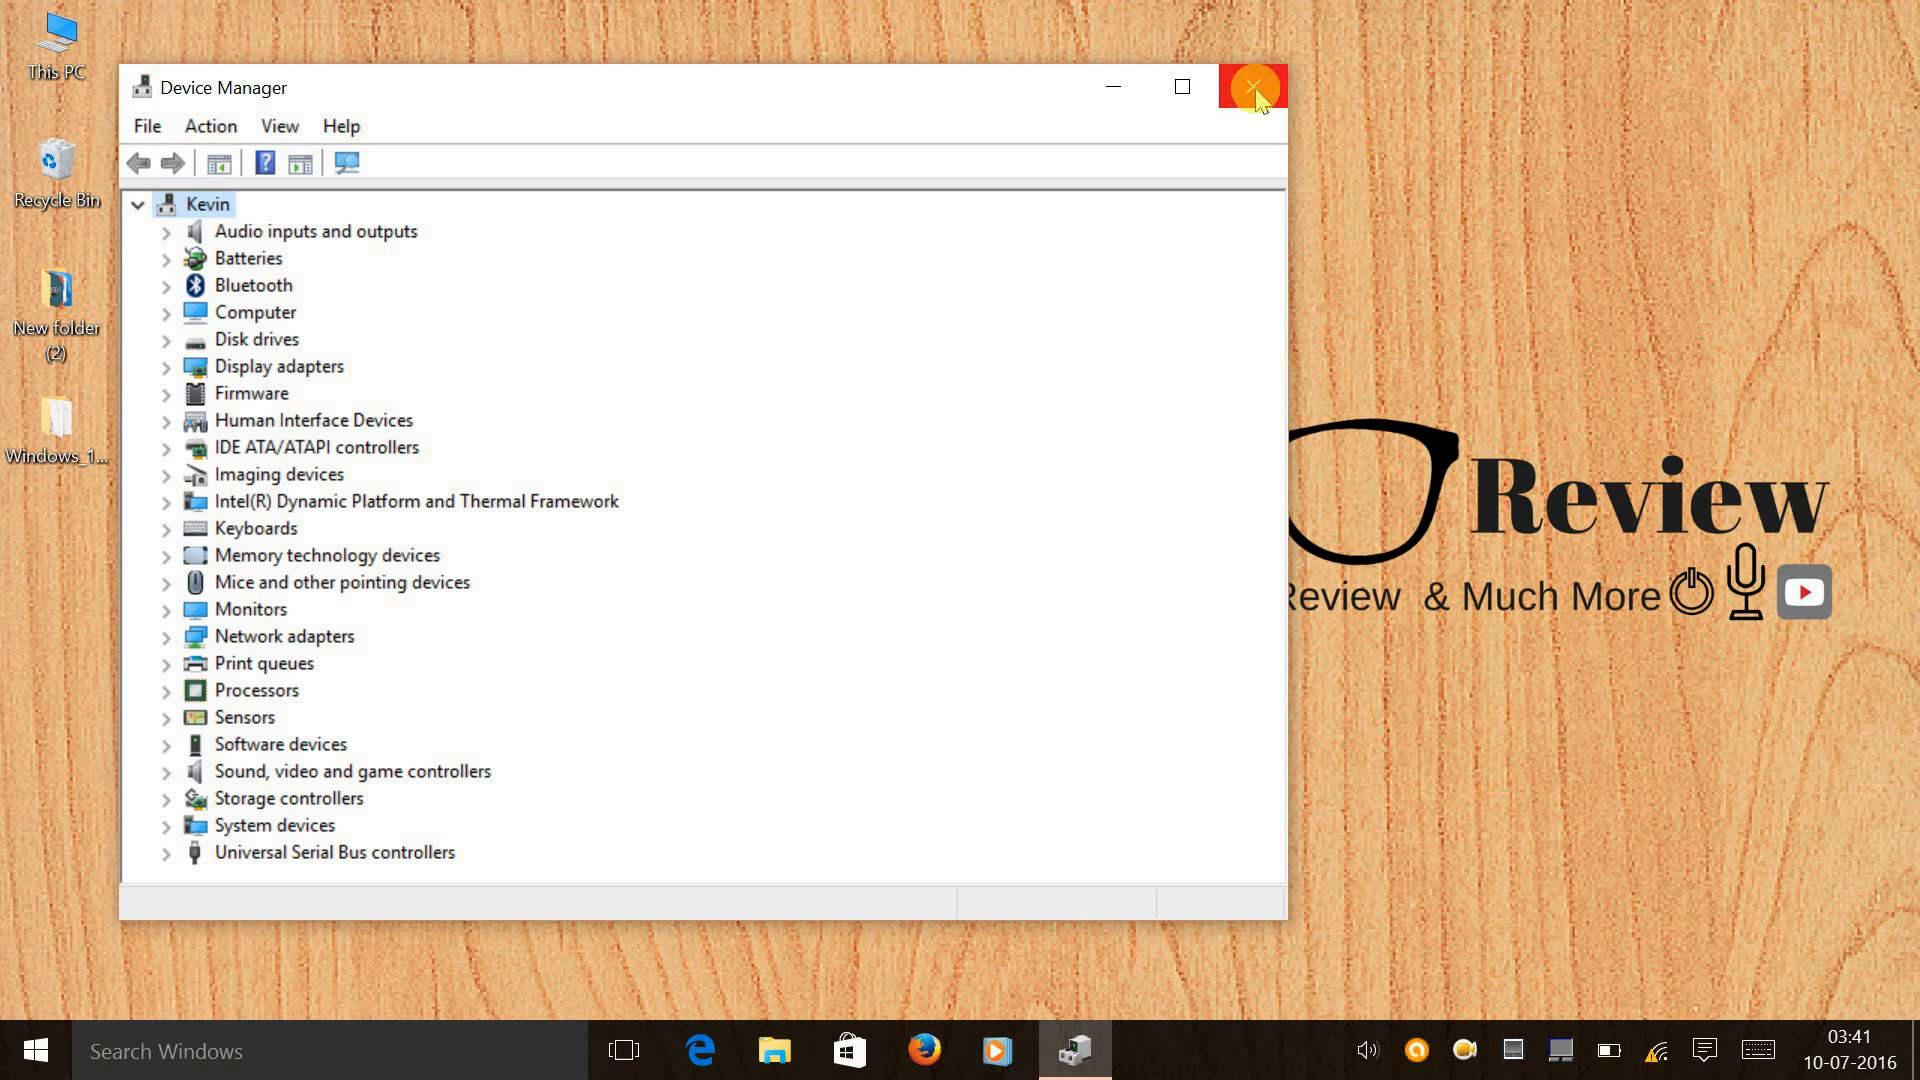 This PC
Recycle Bin
New folder
(2)
Windows_1...
Device Manager
File Action View Help
Kevin
Audio inputs and outputs
Batteries
Bluetooth
Computer
Disk drives
Display adapters
Firmware
Human Interface Devices
IDE ATA/ATAPI controllers
Imaging devices
Intel(R) Dynamic Platform and Thermal Framework
Keyboards
Memory technology devices
Mice and other pointing devices
Monitors
Network adapters
Print queues
Processors
Sensors
Software devices
Sound, video and game controllers
Storage controllers
System devices
Universal Serial Bus controllers
Review
Review & Much More
Search Windows
03:41
10-07-2016